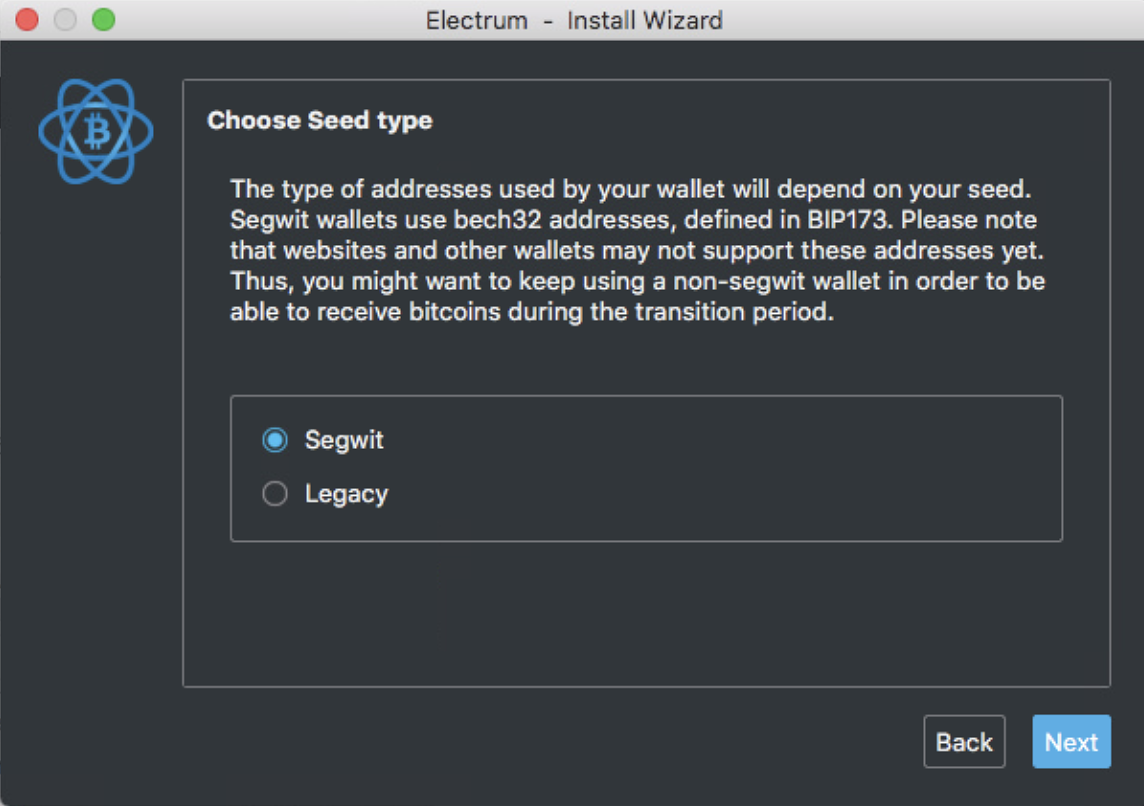 Electrum - Install Wizard
Choose Seed type
The type of addresses used by your wallet will depend on your seed.
Segwit wallets use bech32 addresses, defined in BIP173. Please note
that websites and other wallets may not support these addresses yet.
Thus, you might want to keep using a non-segwit wallet in order to be
able to receive bitcoins during the transition period.
Segwit
Legacy
Back
Next